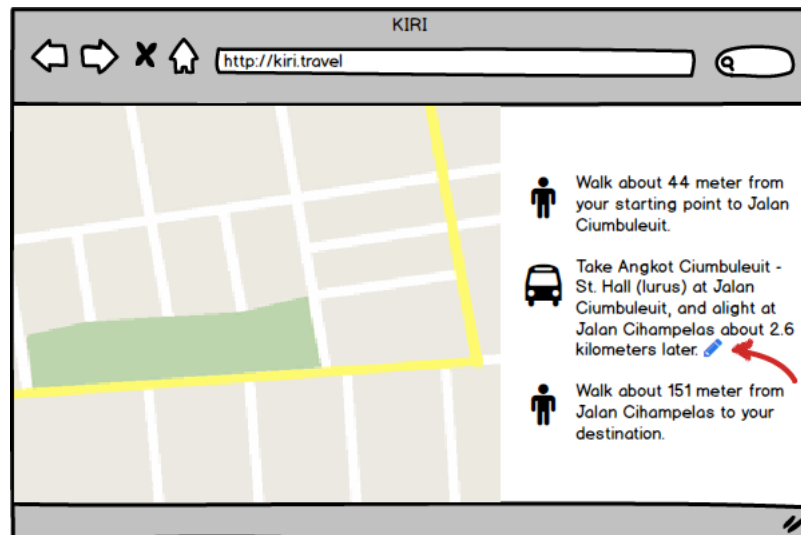 KIRI
http://kiri.travel
Walk about 44 meter from
your starting point to Jalan
Ciumbuleuit.
Take Angkot Ciumbuleuit -
St. Hall (lurus) at Jalan
Ciumbuleuit, and alight at
Jalan Cihampelas about 2.6
kilometers later.
Walk about 151 meter from
Jalan Cihampelas to your
destination.